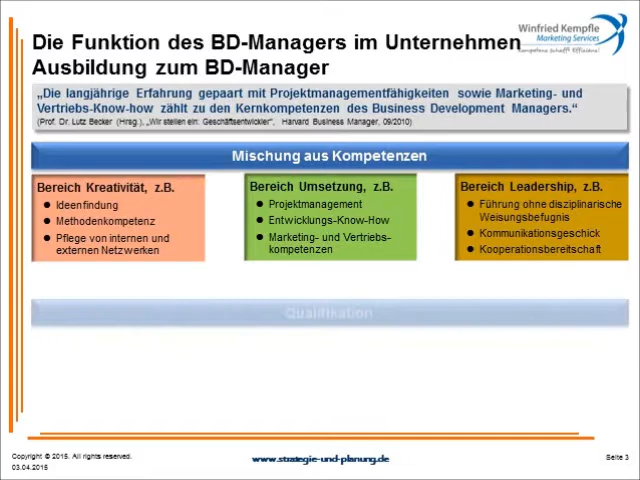 Die Funktion des BD-Managers im Unternehmen
Ausbildung zum BD-Manager
Winfried Kempfle
Marketing Services
Kompetenz schafft Effizienz!
„Die langjährige Erfahrung gepaart mit Projektmanagementfähigkeiten sowie Marketing- und
Vertriebs-Know-how zählt zu den Kernkompetenzen des Business Development Managers.“
(Prof. Dr. Lutz Becker (Hrsg.), „Wir stellen ein: Geschäftsentwickler“, Harvard Business Manager, 09/2010)
Mischung aus Kompetenzen
Bereich Kreativität, z.B.
● Ideenfindung
● Methodenkompetenz
● Pflege von internen und
externen Netzwerken
Bereich Umsetzung, z.B.
● Projektmanagement
● Entwicklungs-Know-How
● Marketing- und Vertriebs-
kompetenzen
Bereich Leadership, z.B.
● Führung ohne disziplinarische
Weisungsbefugnis
● Kommunikationsgeschick
● Kooperationsbereitschaft
Qualifikation
Copyright © 2015. All rights reserved.
03.04.2015
www.strategie-und-planung.de
Seite 3